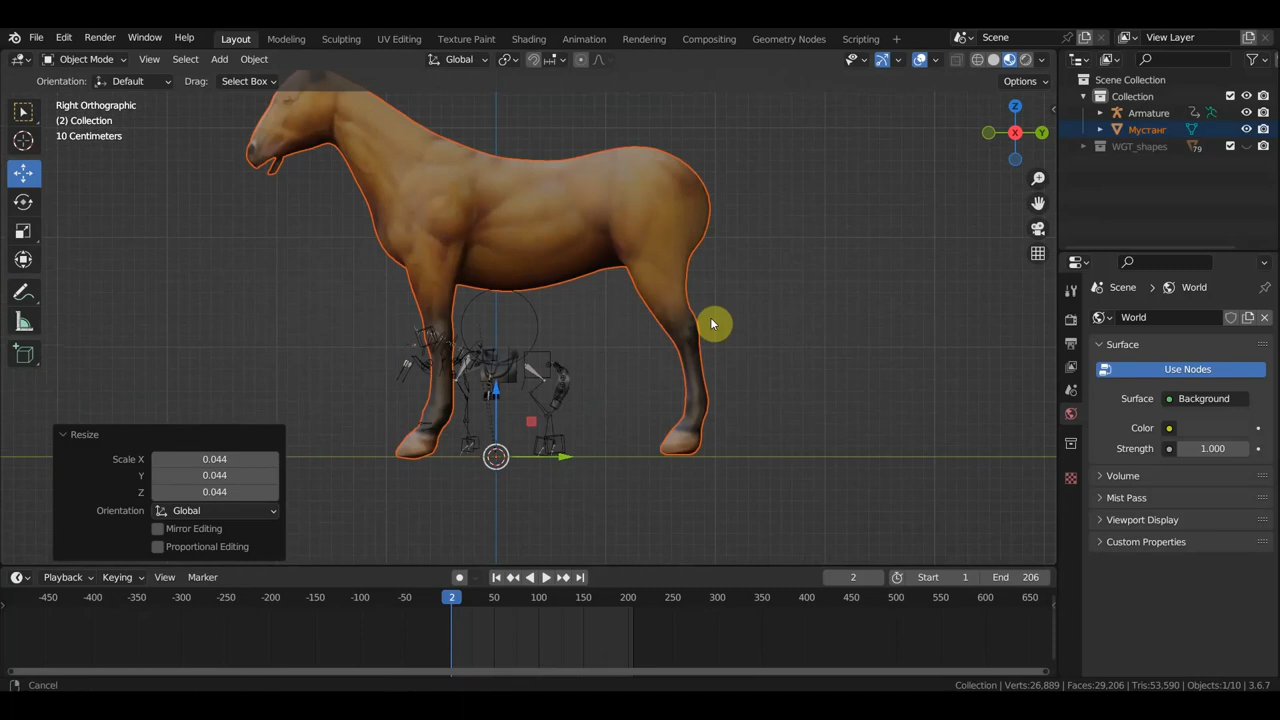 File Edit Render Window Help Layout Modeling Sculpting UV Editing Texture Paint Shading Animation Rendering Compositing Geometry Nodes Scripting + Scene View Layer
Object Mode View Select Add Object Global
Orientation: Default Drag: Select Box Options
Right Orthographic
(2) Collection
10 Centimeters
Z
Y
X
Scene Collection
Collection
Armature
Мустанг
WGT_shapes 79
Scene World
World
Surface
Use Nodes
Surface Background
Color
Strength 1.000
Volume
Mist Pass
Viewport Display
Custom Properties
Resize
Scale X 0.044
Y 0.044
Z 0.044
Orientation Global
Mirror Editing
Proportional Editing
Playback Keying View Marker 2 Start 1 End 206
-450 -400 -350 -300 -250 -200 -150 -100 -50 2 50 100 150 200 250 300 350 400 450 500 550 600 650
Cancel Collection | Verts:26,889 | Faces:29,206 | Tris:53,590 | Objects:1/10 | 3.6.7